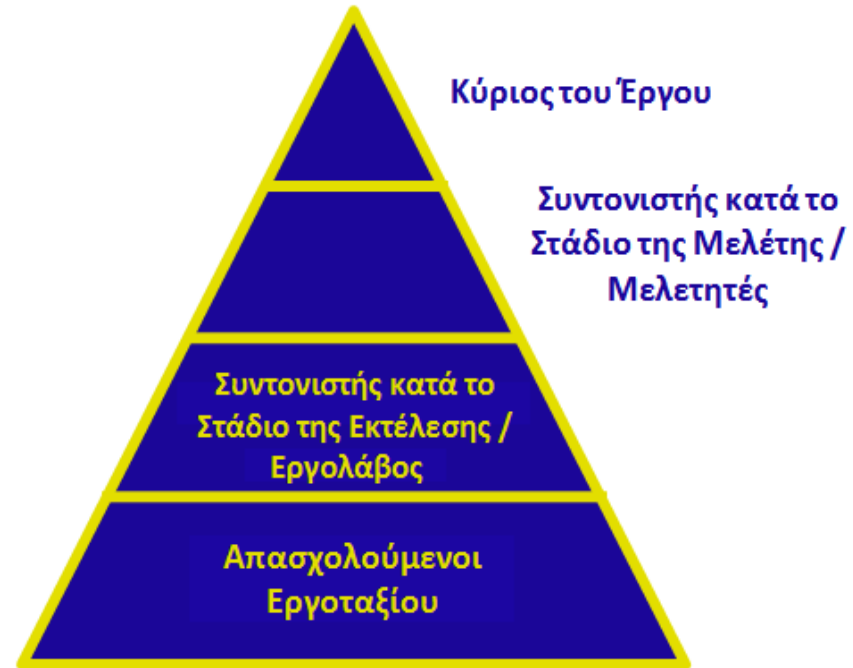 Κύριος του Έργου
Συντονιστής κατά το
Στάδιο της Μελέτης /
Μελετητές
Συντονιστής κατά το
Στάδιο της Εκτέλεσης /
Εργολάβος
Απασχολούμενοι
Εργοταξίου